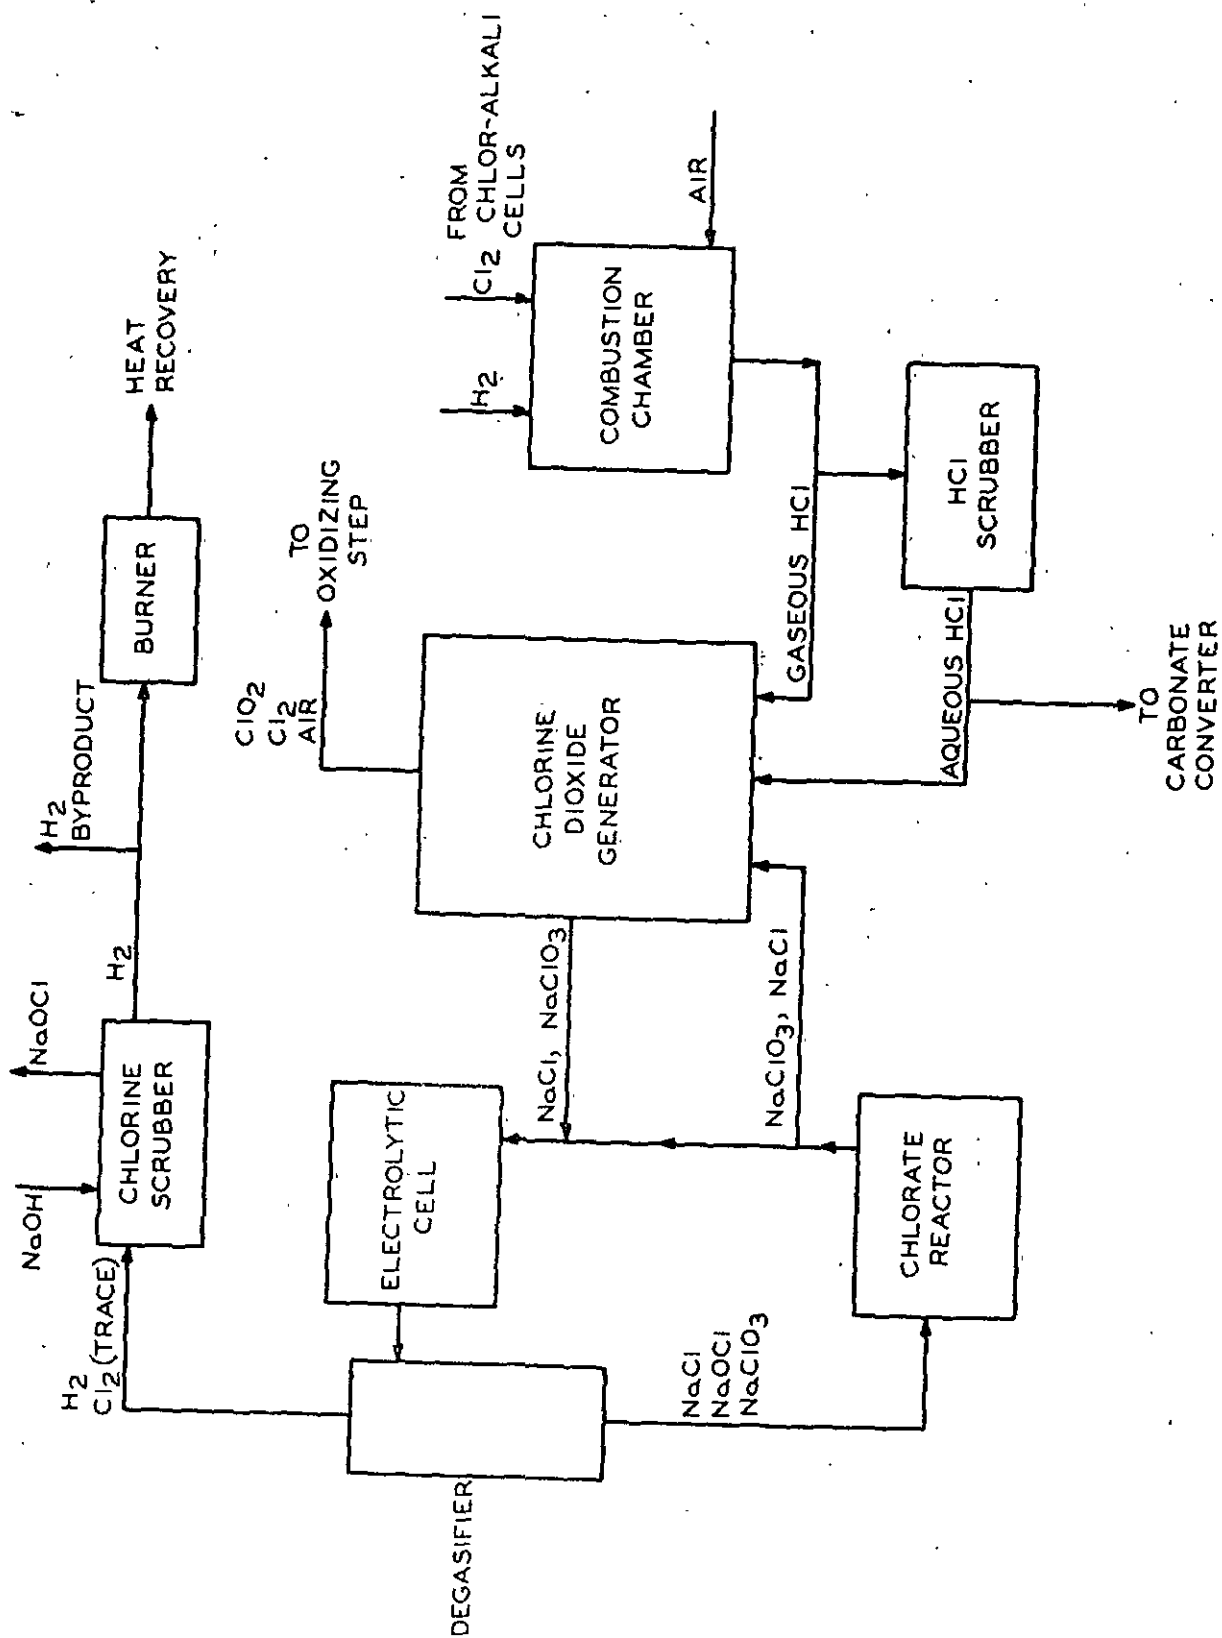 NaOH
NaOCl
H2
Cl2 (TRACE)
CHLORINE
SCRUBBER
H2
H2
BYPRODUCT
BURNER
HEAT
RECOVERY
DEGASIFIER
ELECTROLYTIC
CELL
NaCl
NaOCl
NaClO3
CHLORATE
REACTOR
NaCl, NaClO3
NaClO3, NaCl
ClO2
Cl2
AIR
TO
OXIDIZING
STEP
CHLORINE
DIOXIDE
GENERATOR
H2
Cl2
FROM
CHLOR-ALKALI
CELLS
COMBUSTION
CHAMBER
AIR
GASEOUS HCl
HCl
SCRUBBER
AQUEOUS HCl
TO
CARBONATE
CONVERTER